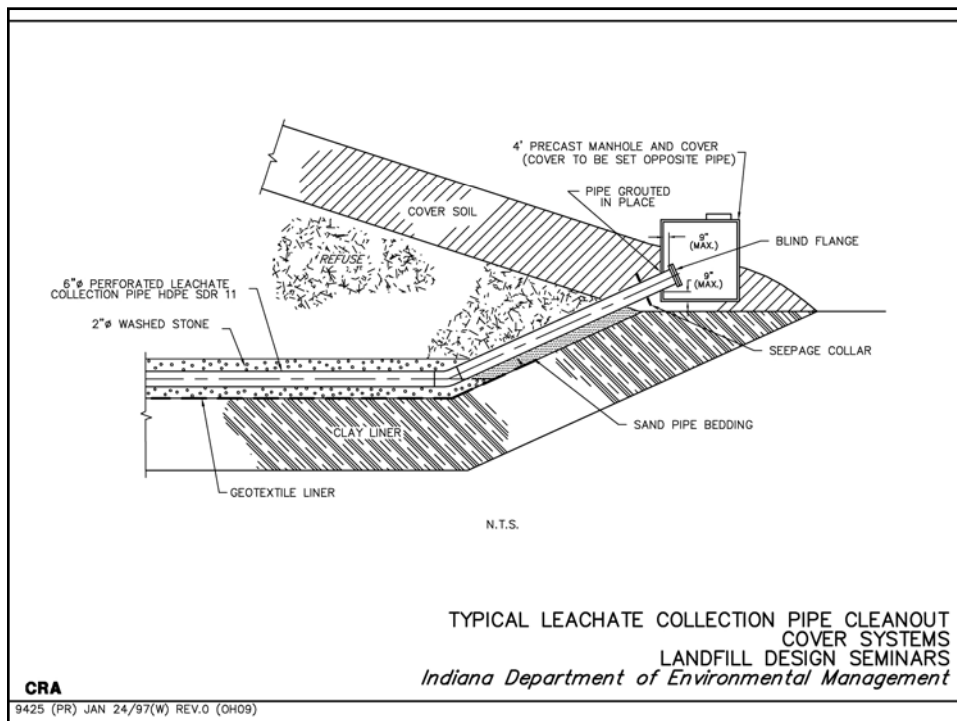 4' PRECAST MANHOLE AND COVER
(COVER TO BE SET OPPOSITE PIPE)
PIPE GROUTED
IN PLACE
COVER SOIL
9"
(MAX.)
BLIND FLANGE
REFUSE
9"
(MAX.)
6"ø PERFORATED LEACHATE
COLLECTION PIPE HDPE SDR 11
2"ø WASHED STONE
SEEPAGE COLLAR
SAND PIPE BEDDING
CLAY LINER
GEOTEXTILE LINER
N.T.S.
TYPICAL LEACHATE COLLECTION PIPE CLEANOUT
COVER SYSTEMS
LANDFILL DESIGN SEMINARS
Indiana Department of Environmental Management
CRA
9425 (PR) JAN 24/97(W) REV.0 (OH09)